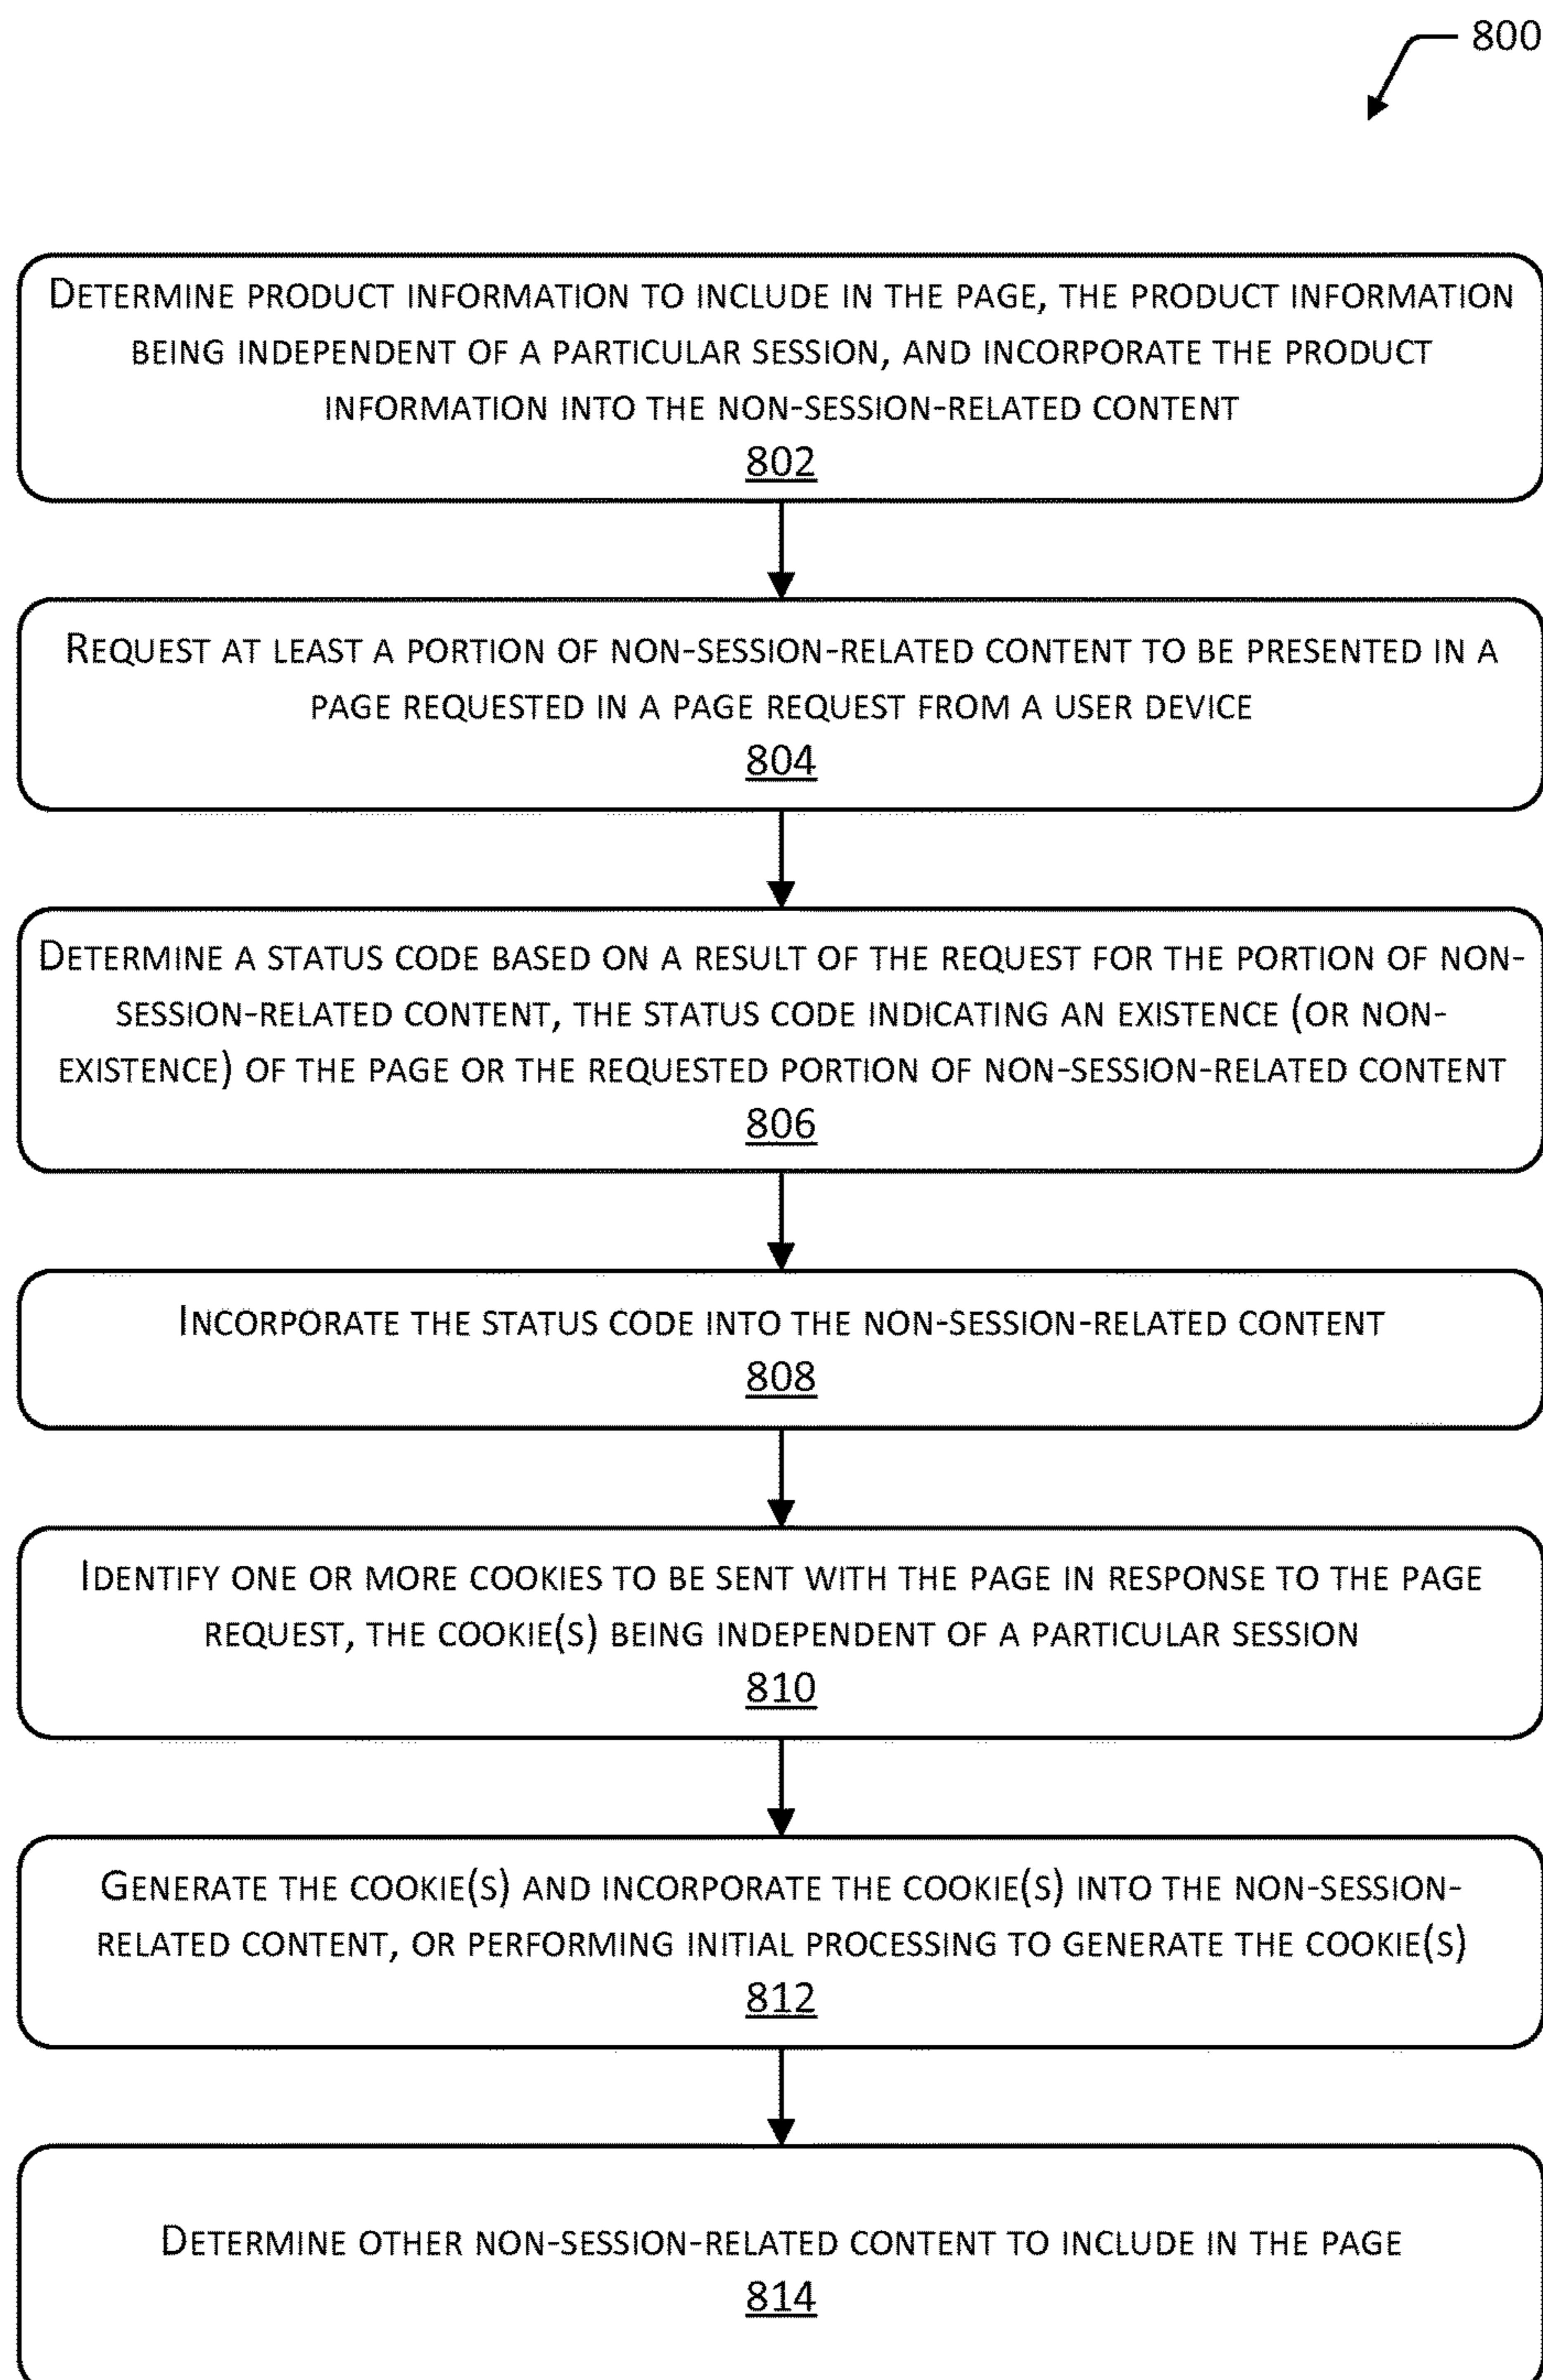 800
DETERMINE PRODUCT INFORMATION TO INCLUDE IN THE PAGE, THE PRODUCT INFORMATION
BEING INDEPENDENT OF A PARTICULAR SESSION, AND INCORPORATE THE PRODUCT
INFORMATION INTO THE NON-SESSION-RELATED CONTENT
802
REQUEST AT LEAST A PORTION OF NON-SESSION-RELATED CONTENT TO BE PRESENTED IN A
PAGE REQUESTED IN A PAGE REQUEST FROM A USER DEVICE
804
DETERMINE A STATUS CODE BASED ON A RESULT OF THE REQUEST FOR THE PORTION OF NON-
SESSION-RELATED CONTENT, THE STATUS CODE INDICATING AN EXISTENCE (OR NON-
EXISTENCE) OF THE PAGE OR THE REQUESTED PORTION OF NON-SESSION-RELATED CONTENT
806
INCORPORATE THE STATUS CODE INTO THE NON-SESSION-RELATED CONTENT
808
IDENTIFY ONE OR MORE COOKIES TO BE SENT WITH THE PAGE IN RESPONSE TO THE PAGE
REQUEST, THE COOKIE(S) BEING INDEPENDENT OF A PARTICULAR SESSION
810
GENERATE THE COOKIE(S) AND INCORPORATE THE COOKIE(S) INTO THE NON-SESSION-
RELATED CONTENT, OR PERFORMING INITIAL PROCESSING TO GENERATE THE COOKIE(S)
812
DETERMINE OTHER NON-SESSION-RELATED CONTENT TO INCLUDE IN THE PAGE
814